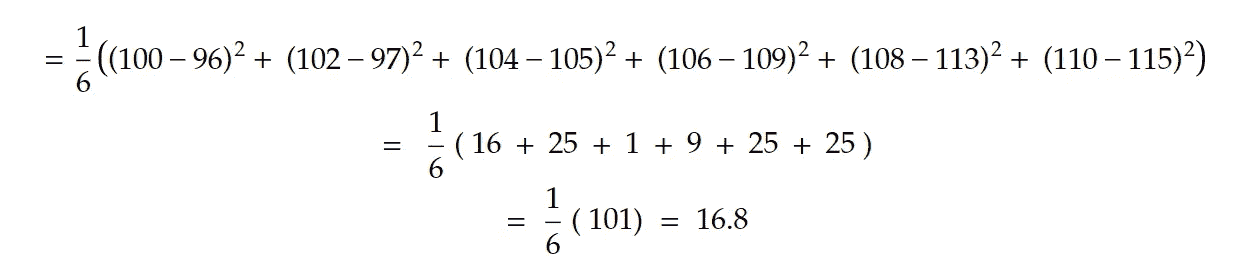 = 1/6 ((100 – 96)² + (102 – 97)² + (104 – 105)² + (106 – 109)² + (108 – 113)² + (110 – 115)²)
= 1/6 ( 16 + 25 + 1 + 9 + 25 + 25 )
= 1/6 ( 101) = 16.8